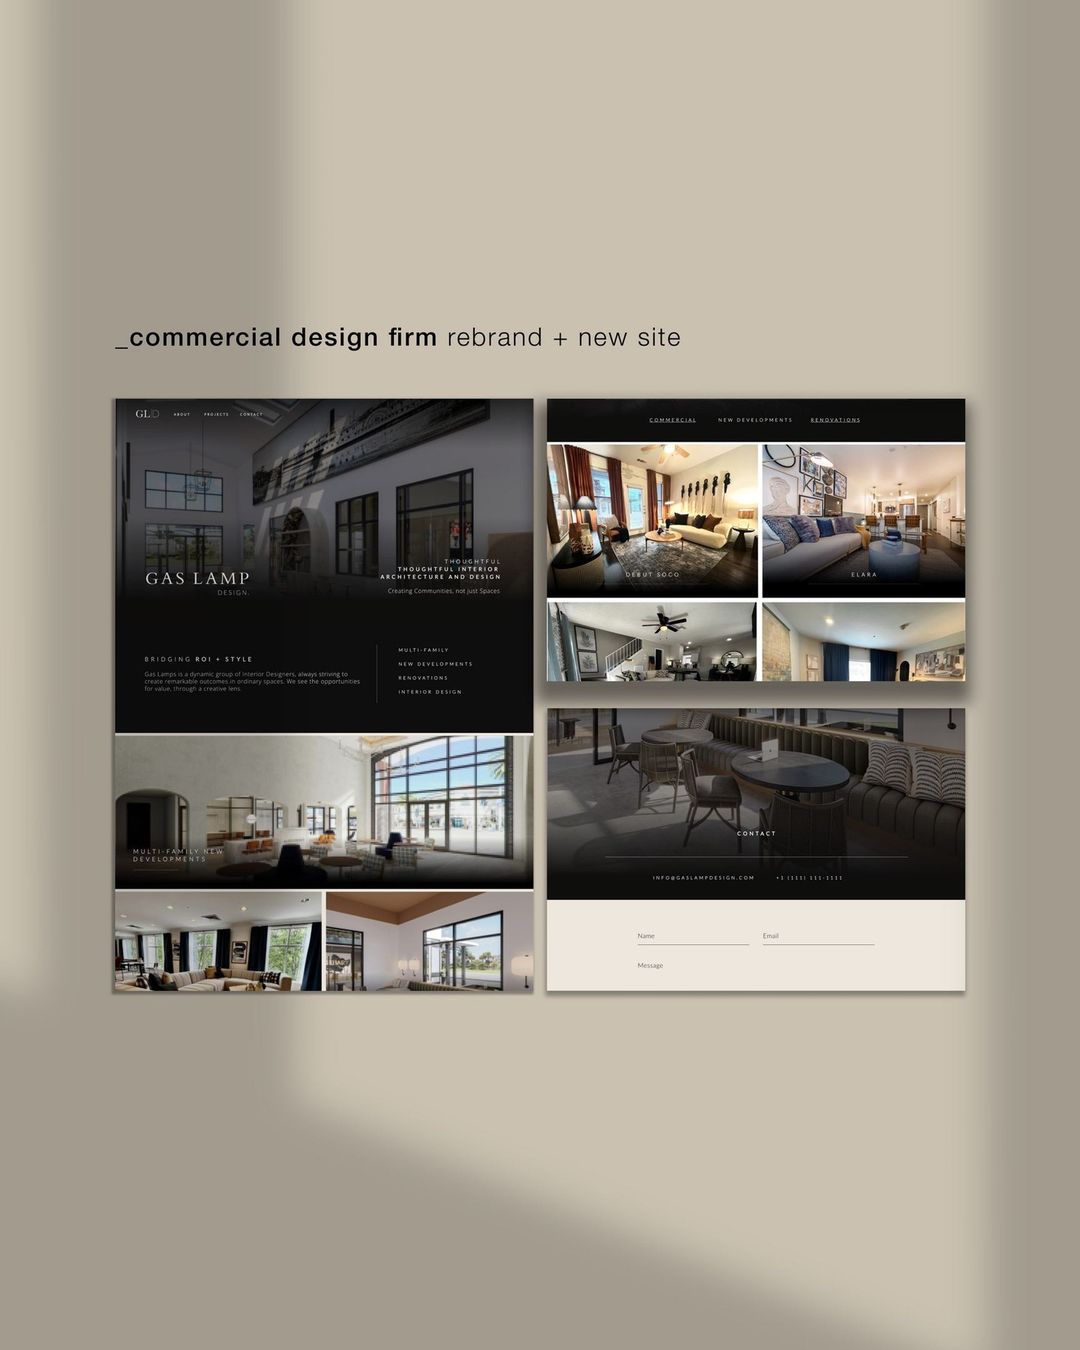 _commercial design firm rebrand + new site
GLD ABOUT PROJECTS CONTACT
THOUGHTFUL
THOUGHTFUL INTERIOR
ARCHITECTURE AND DESIGN
Creating Communities, not just Spaces
GAS LAMP
DESIGN.
BRIDGING ROI + STYLE
Gas Lamps is a dynamic group of Interior Designers, always striving to
create remarkable outcomes in ordinary spaces. We see the opportunities
for value, through a creative lens.
MULTI-FAMILY
NEW DEVELOPMENTS
RENOVATIONS
INTERIOR DESIGN
MULTI-FAMILY NEW
DEVELOPMENTS
COMMERCIAL NEW DEVELOPMENTS RENOVATIONS
DEBUT SOCO
ELARA
CONTACT
INFO@GASLAMPDESIGN.COM +1 (111) 111-1111
Name Email
Message